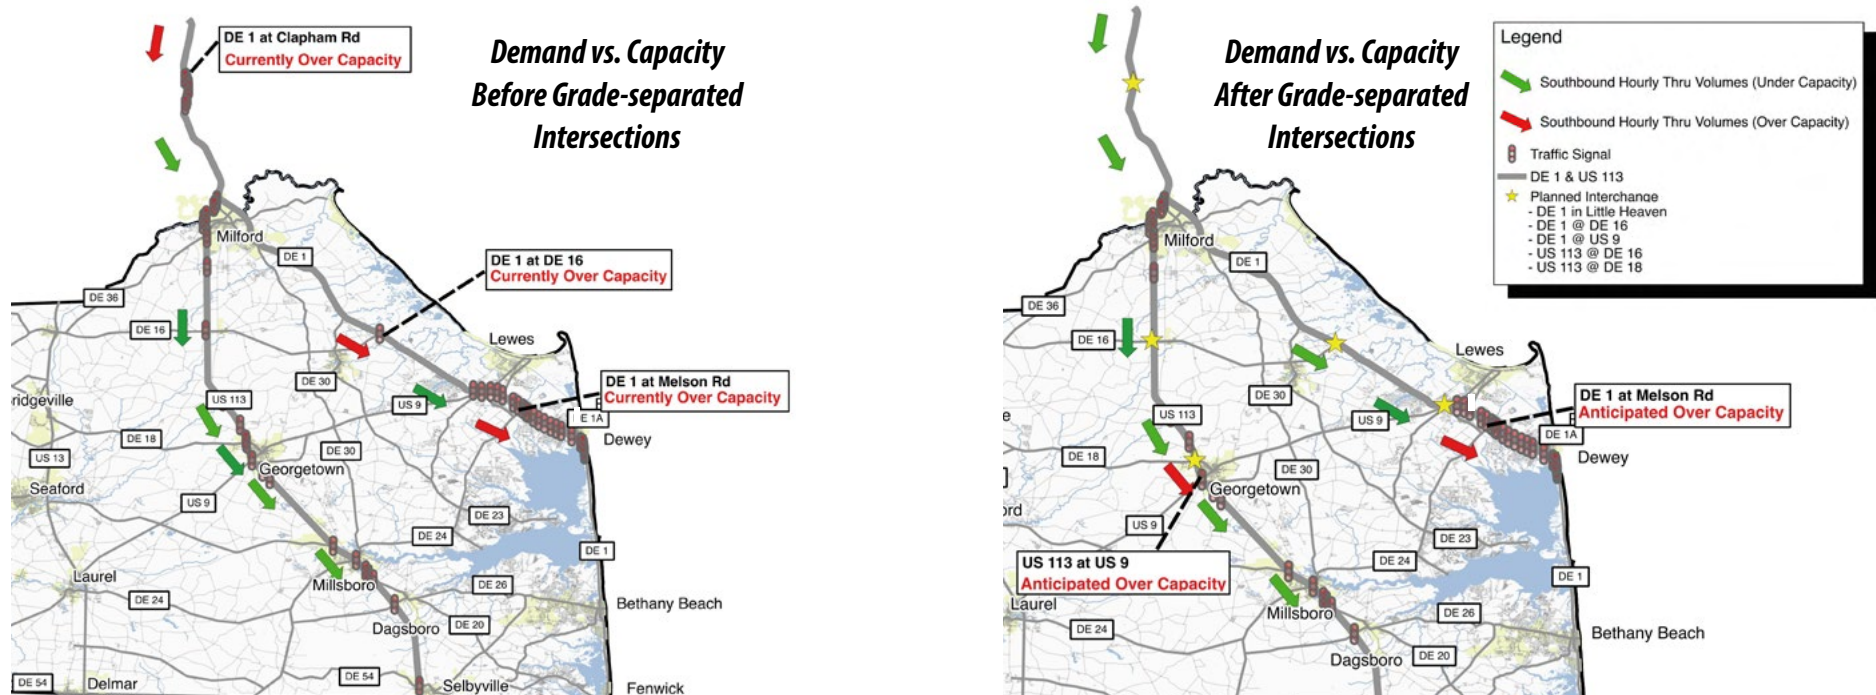 DE 1 at Clapham Rd
Currently Over Capacity
Demand vs. Capacity
Before Grade-separated
Intersections
Milford
DE 1
DE 1 at DE 16
Currently Over Capacity
DE 36
DE 16
Lewes
DE 30
DE 1 at Melson Rd
Currently Over Capacity
ridgeville
US 113
US 9
E 1A
DE 18
Dewey
US 13
DE 30
Georgetown
Seaford
US 9
DE 23
DE 24
DE 1
Laurel
Millsboro
DE 26
DE 24
Bethany Beach
Dagsboro
DE 20
DE 54
Delmar
DE 54
Selbyville
Fenwick
Demand vs. Capacity
After Grade-separated
Intersections
Milford
DE 1
DE 36
DE 16
Lewes
DE 30
DE 1 at Melson Rd
Anticipated Over Capacity
e
US 113
US 9
DE 1A
DE 18
Dewey
DE 30
Georgetown
ord
US 9
DE 23
US 113 at US 9
Anticipated Over Capacity
DE 24
DE 1
Laurel
Millsboro
DE 26
DE 24
Bethany Beach
Dagsboro
DE 20
Legend
Southbound Hourly Thru Volumes (Under Capacity)
Southbound Hourly Thru Volumes (Over Capacity)
Traffic Signal
DE 1 & US 113
Planned Interchange
- DE 1 in Little Heaven
- DE 1 @ DE 16
- DE 1 @ US 9
- US 113 @ DE 16
- US 113 @ DE 18